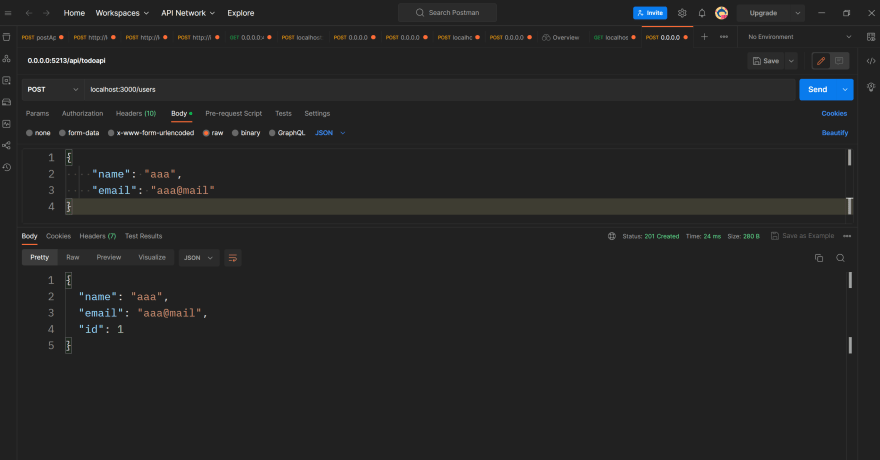 Home Workspaces API Network Explore Search Postman Invite Upgrade
POST postAp POST http://l POST http://l POST http://l GET 0.0.0.0:< POST localhost: POST 0.0.0.0 POST 0.0.0.0 POST localhc POST 0.0.0.0 Overview GET localhos POST 0.0.0.0 No Environment
0.0.0.0:5213/api/todoapi Save
POST localhost:3000/users Send
Params Authorization Headers (10) Body Pre-request Script Tests Settings Cookies
none form-data x-www-form-urlencoded raw binary GraphQL JSON Beautify
1 {
2 "name": "aaa",
3 "email": "aaa@mail"
4 }
Body Cookies Headers (7) Test Results Status: 201 Created Time: 24 ms Size: 280 B Save as Example
Pretty Raw Preview Visualize JSON
1 {
2 "name": "aaa",
3 "email": "aaa@mail",
4 "id": 1
5 }